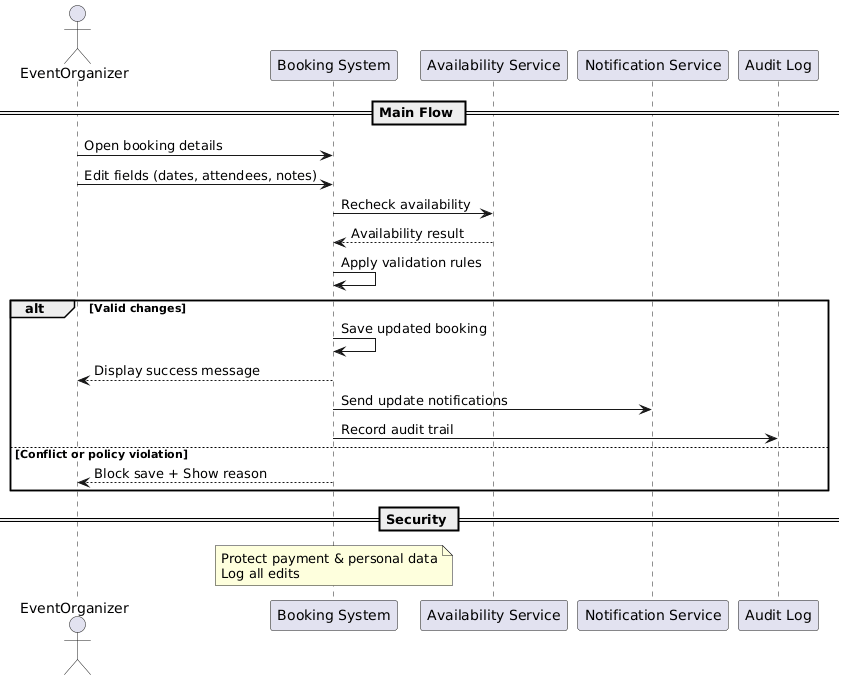 EventOrganizer
Booking System
Availability Service
Notification Service
Audit Log
Main Flow
Open booking details
Edit fields (dates, attendees, notes)
Recheck availability
Availability result
Apply validation rules
alt
[Valid changes]
Save updated booking
Display success message
Send update notifications
Record audit trail
[Conflict or policy violation]
Block save + Show reason
Security
Protect payment & personal data
Log all edits
EventOrganizer
Booking System
Availability Service
Notification Service
Audit Log